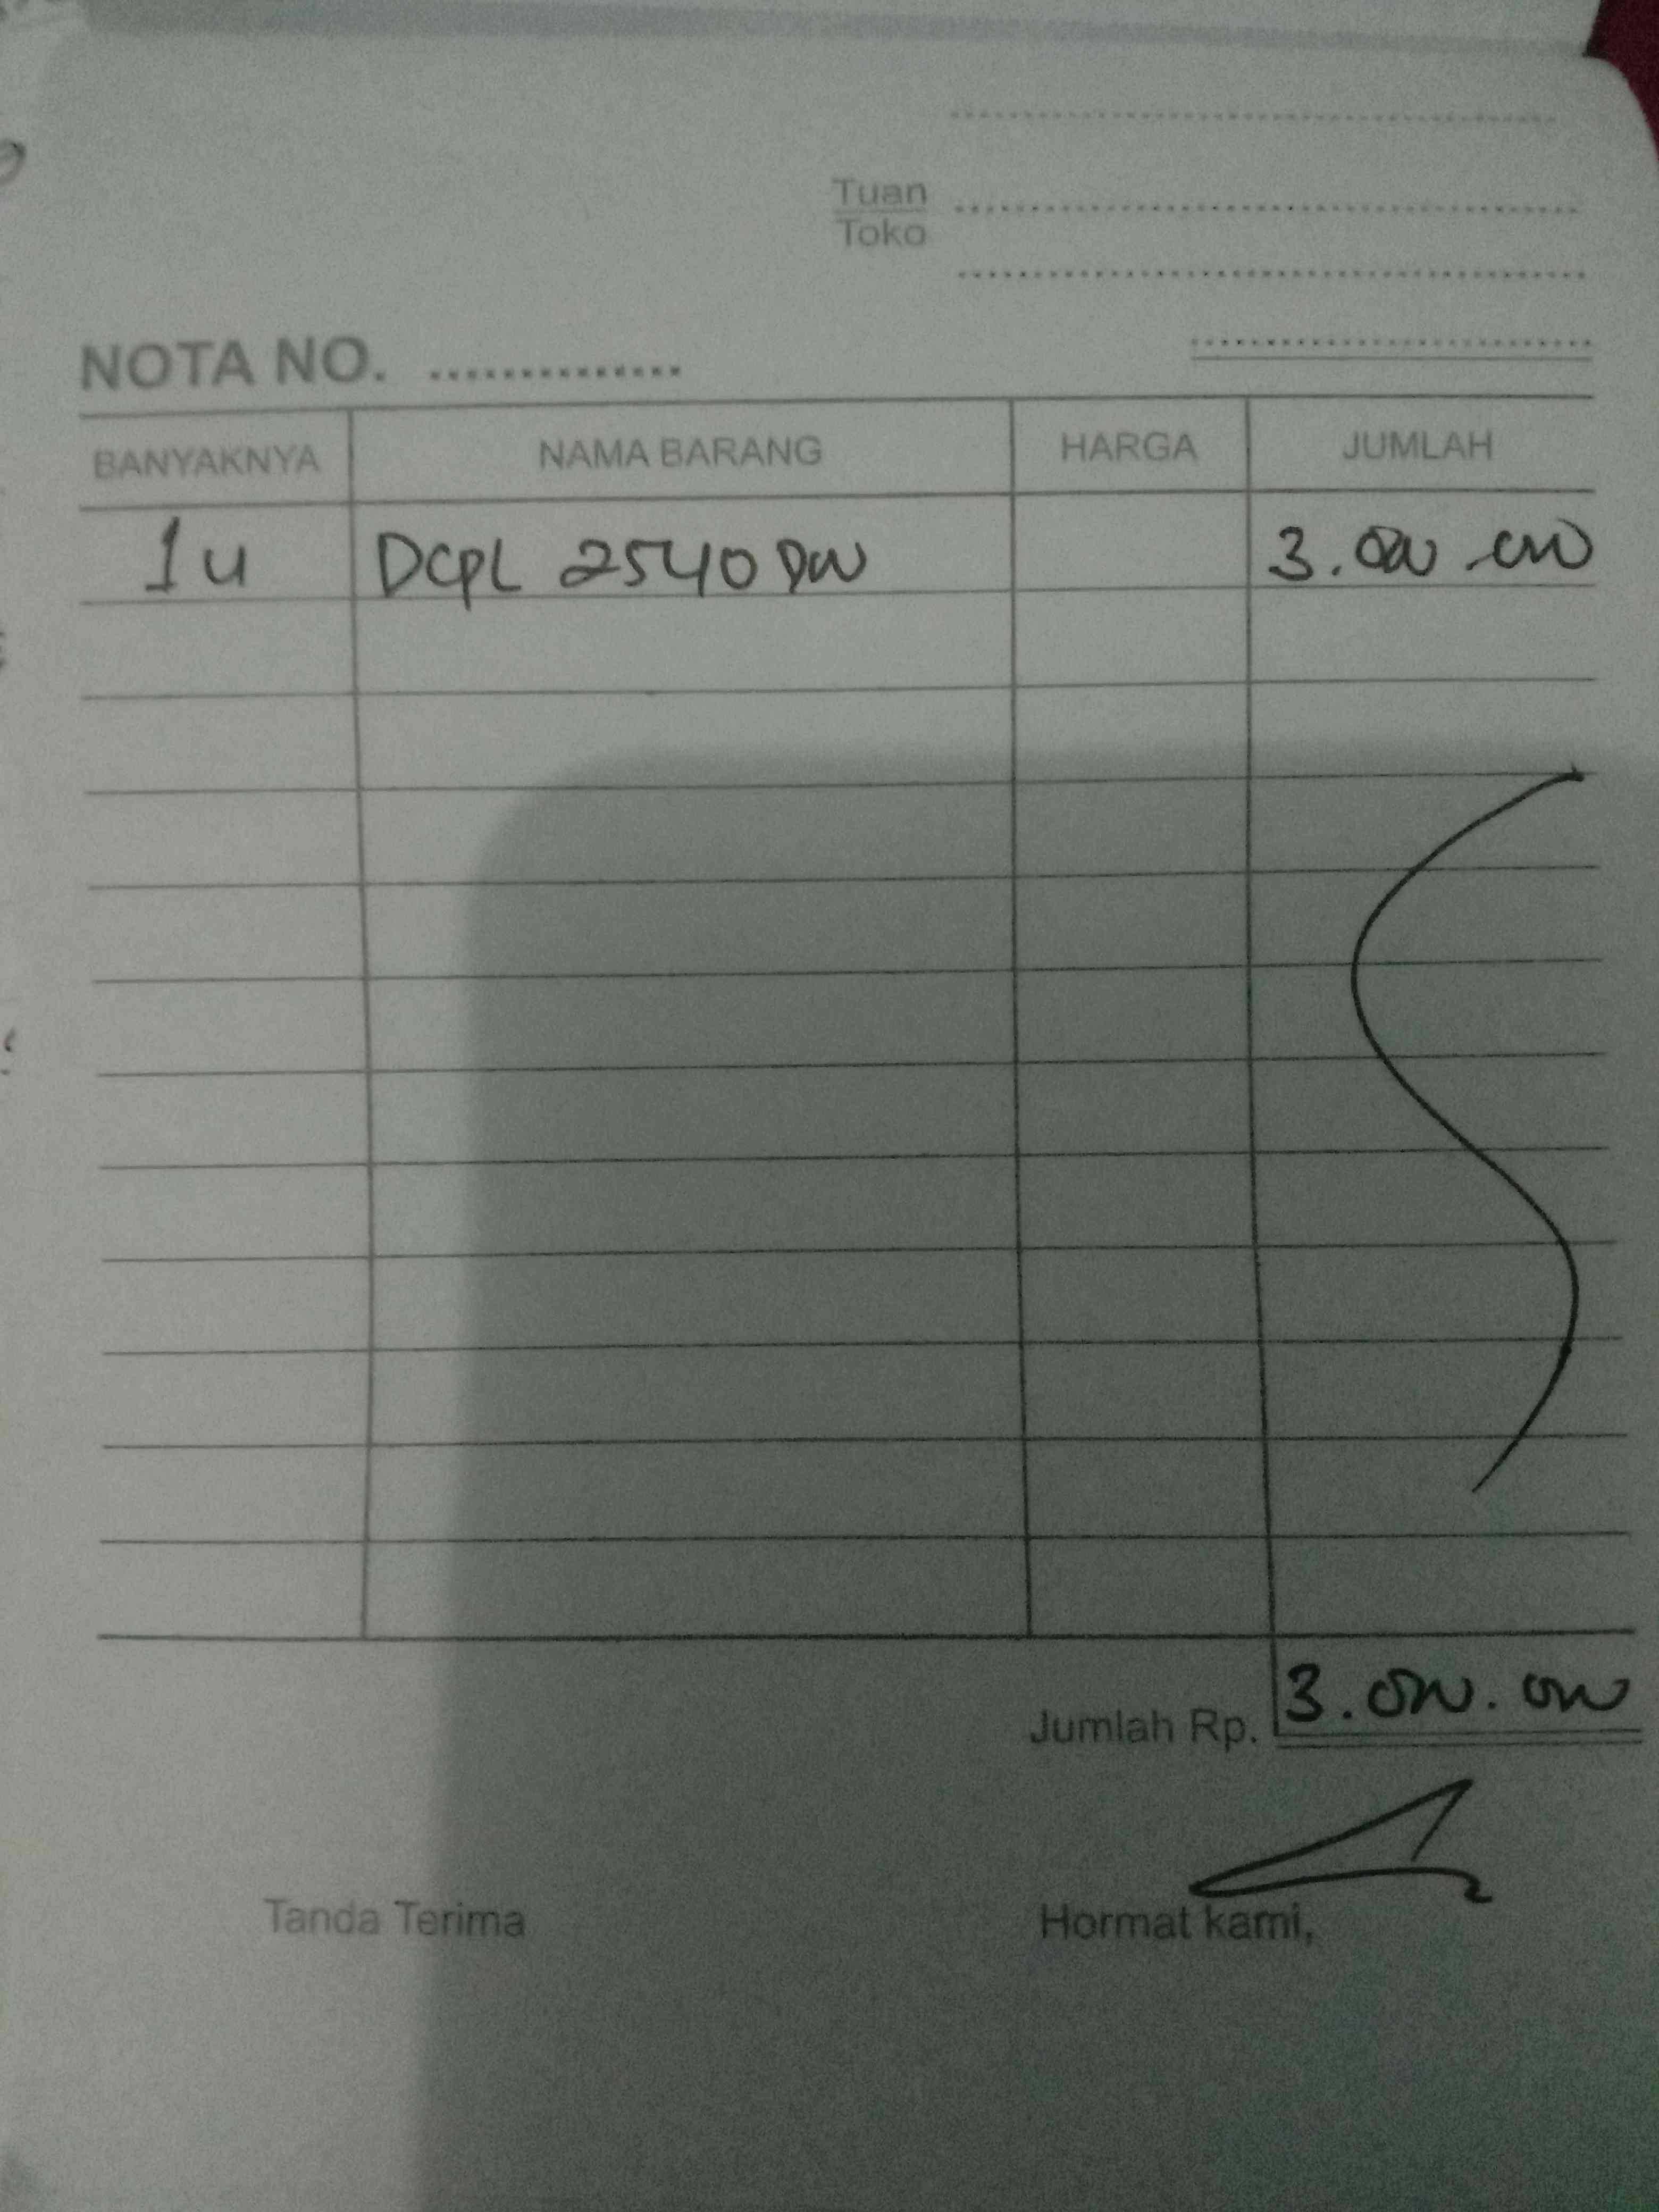 Tuan
Toko
NOTA NO. ..............
BANYAKNYA NAMA BARANG HARGA JUMLAH
1 u DCPL 2540 DW 3.000.000
Jumlah Rp. 3.000.000
Tanda Terima Hormat kami,